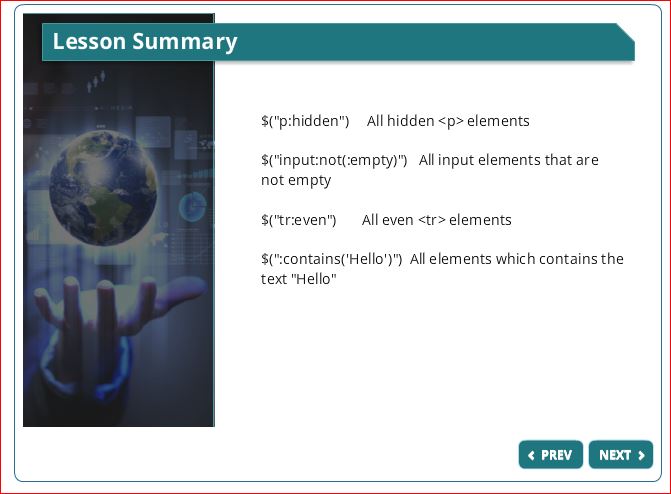 Lesson Summary
$("p:hidden") All hidden <p> elements
$("input:not(:empty)") All input elements that are
not empty
$("tr:even") All even <tr> elements
$(":contains('Hello')") All elements which contains the
text "Hello"
PREV NEXT